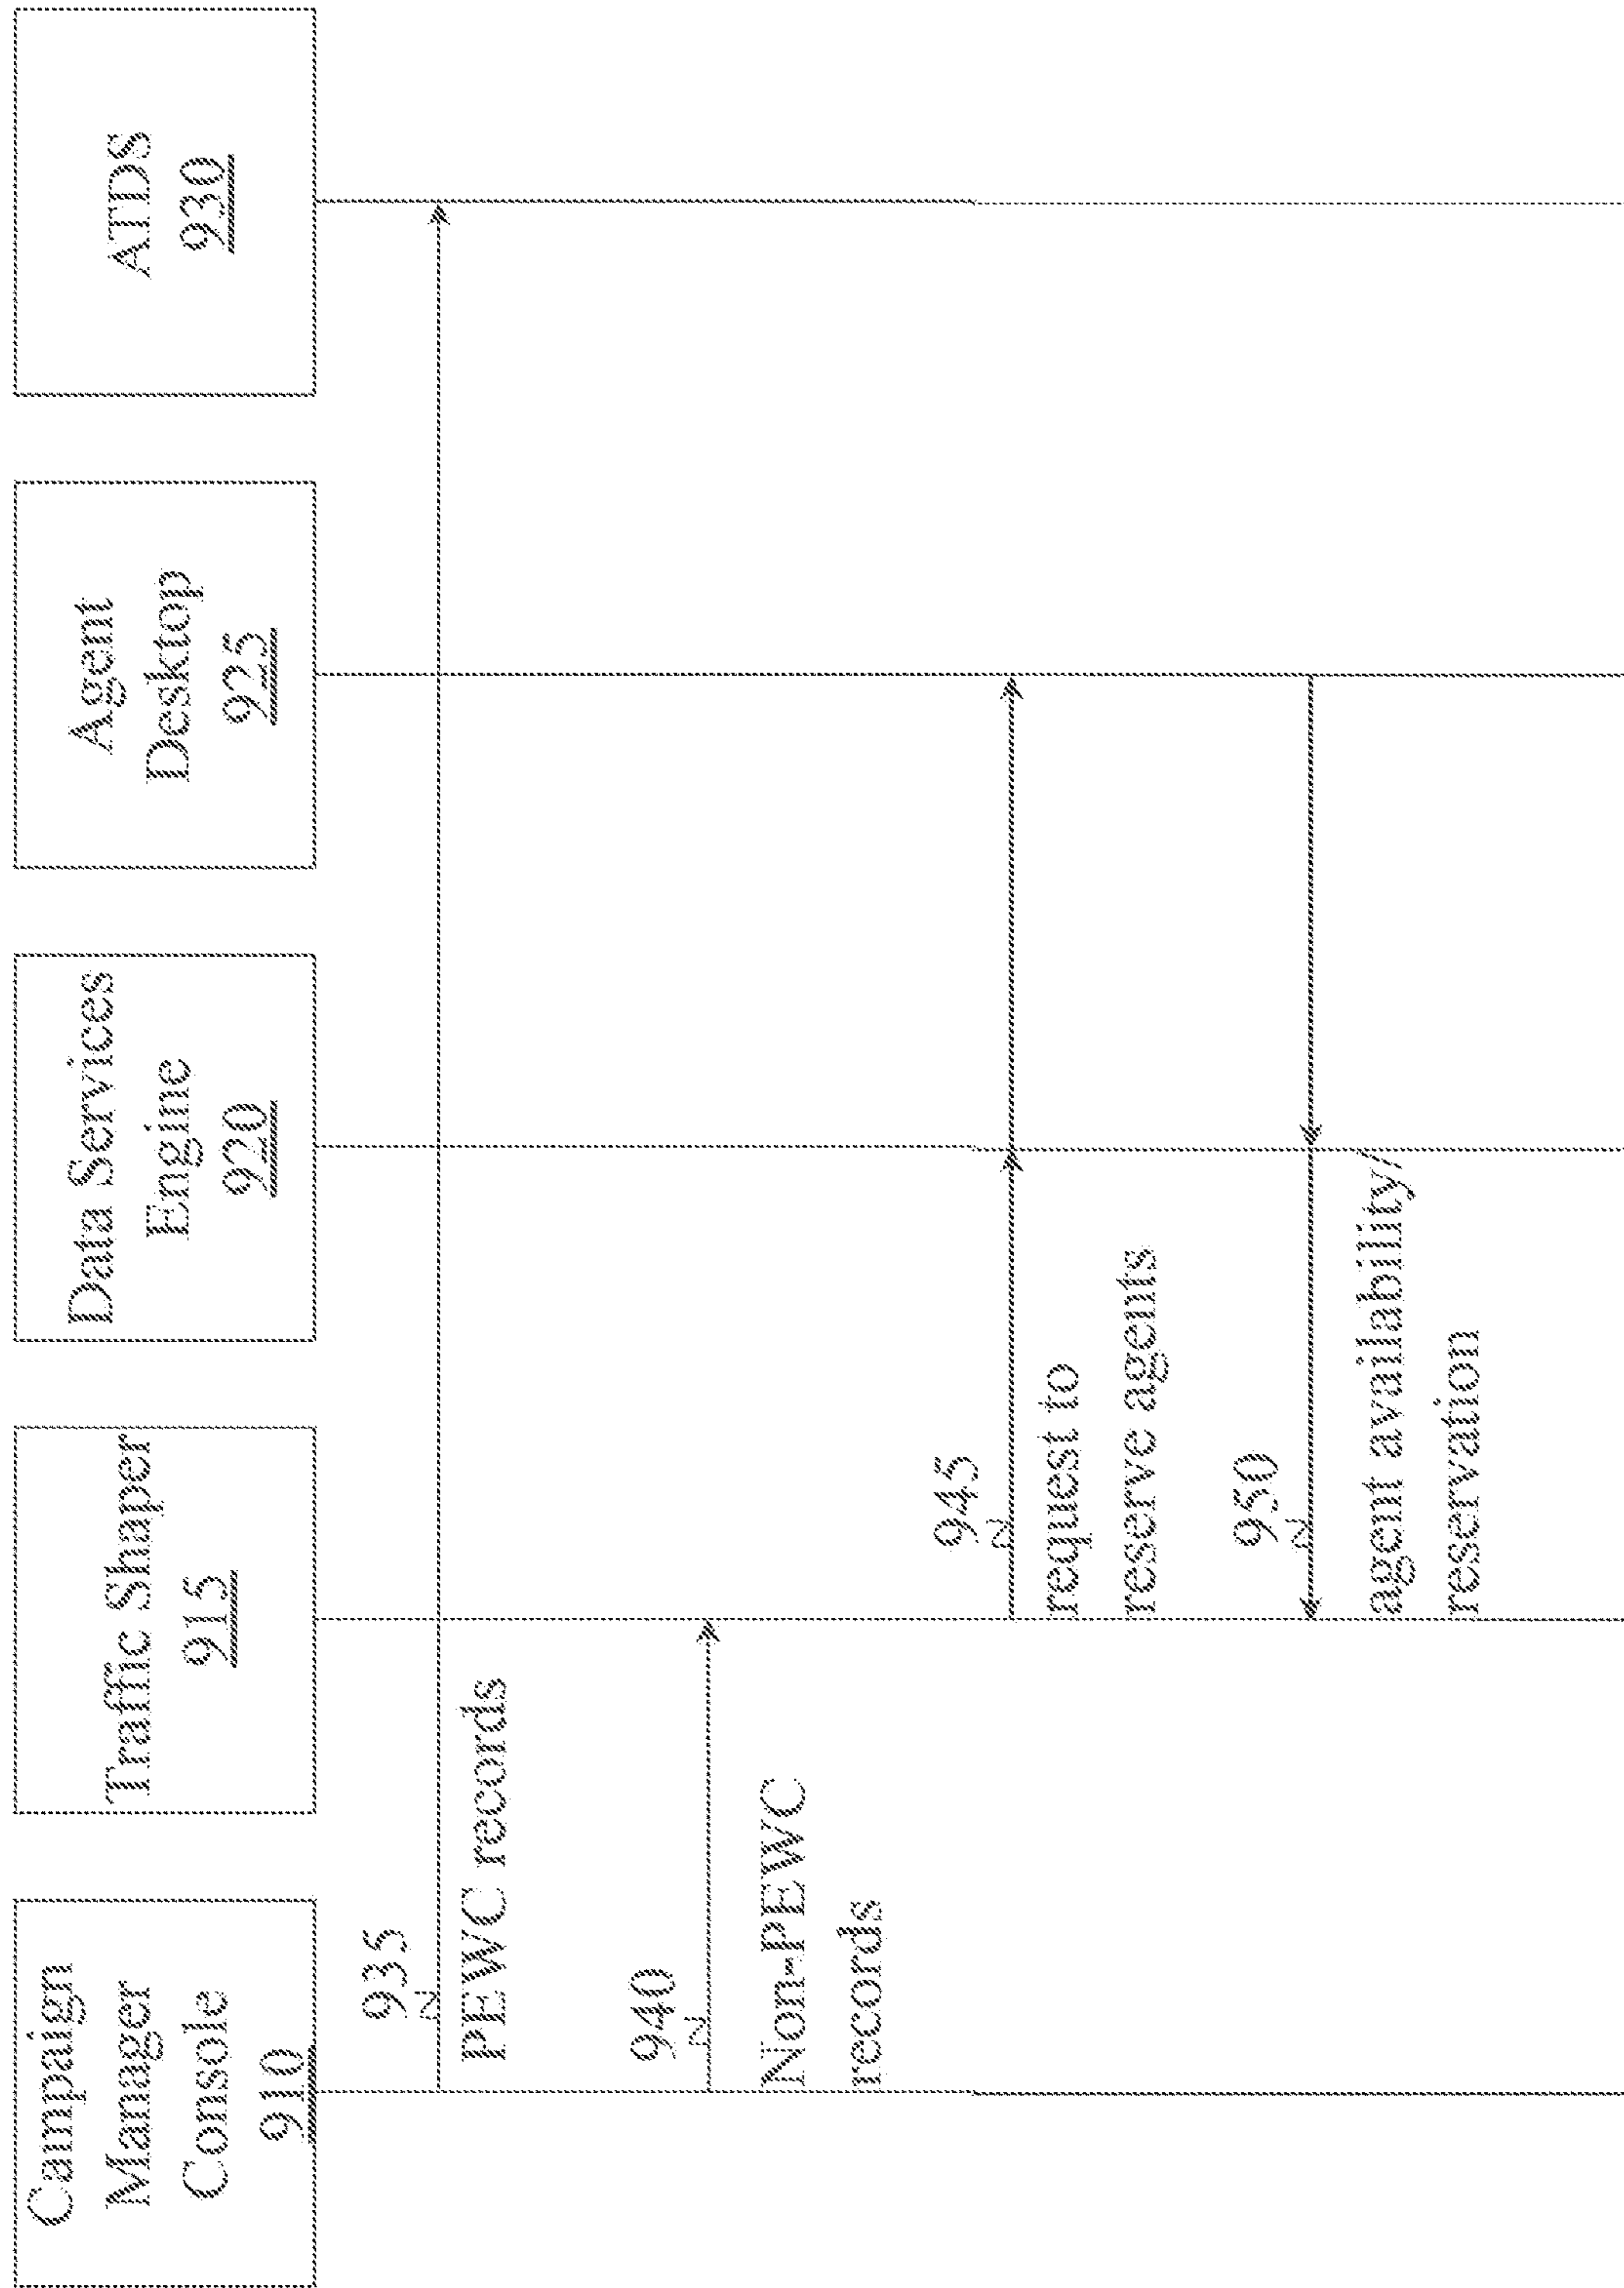 Campaign
Manager
Console
910
Traffic Shaper
915
Data Services
Engine
920
Agent
Desktop
925
ATDS
930
935
PEWC records
940
Non-PEWC
records
945
request to
reserve agents
950
agent availability/
reservation